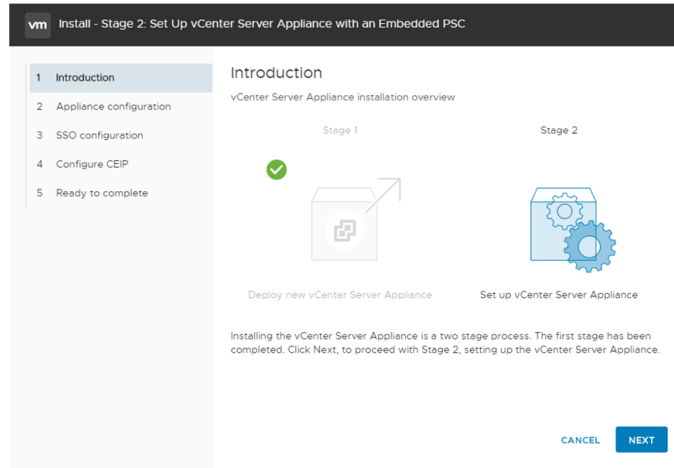 vm Install - Stage 2: Set Up vCenter Server Appliance with an Embedded PSC
1 Introduction
2 Appliance configuration
3 SSO configuration
4 Configure CEIP
5 Ready to complete
Introduction
vCenter Server Appliance installation overview
Stage 1
Stage 2
Deploy new vCenter Server Appliance
Set up vCenter Server Appliance
Installing the vCenter Server Appliance is a two stage process. The first stage has been
completed. Click Next, to proceed with Stage 2, setting up the vCenter Server Appliance.
CANCEL
NEXT